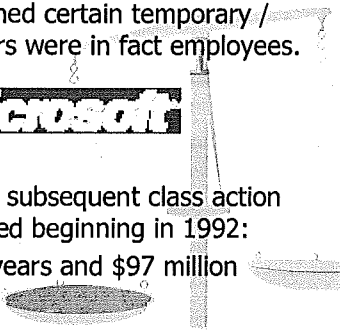 ned certain temporary /
rs were in fact employees.
crosoft
subsequent class action
ed beginning in 1992:
years and $97 million